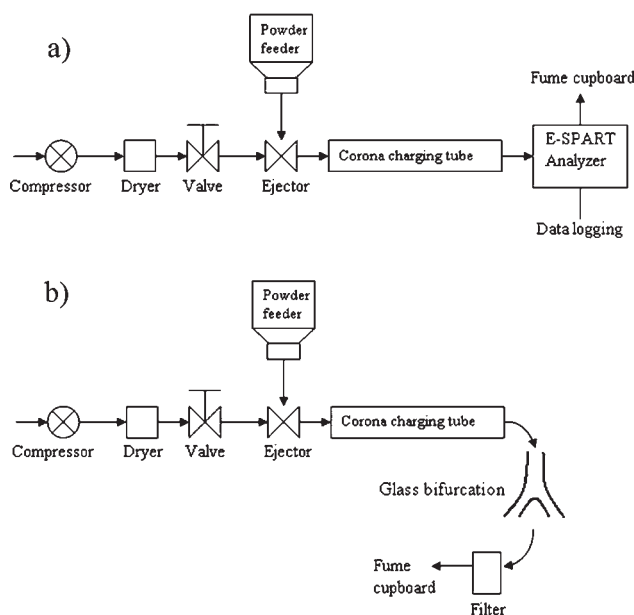 a)
Powder
feeder
Fume cupboard
Corona charging tube
E-SPART
Analyzer
Compressor
Dryer
Valve
Ejector
Data logging
b)
Powder
feeder
Corona charging tube
Compressor
Dryer
Valve
Ejector
Glass bifurcation
Fume
cupboard
Filter